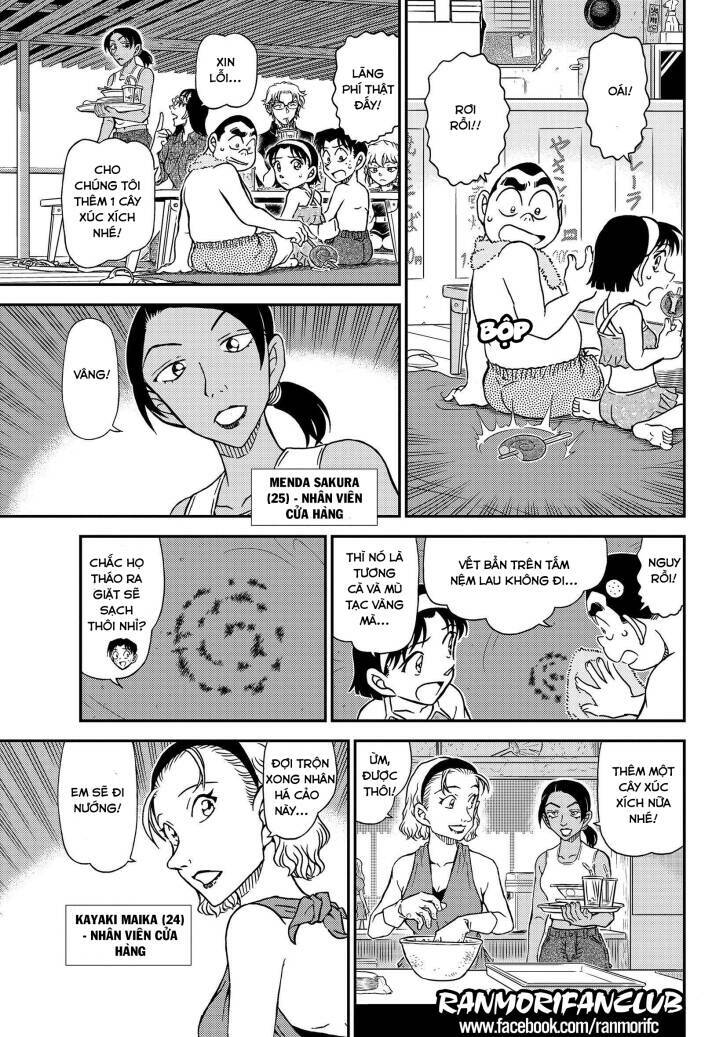 OÁI!
RƠI
RỒI!!
BỘP
LÃNG
PHÍ THẬT
ĐẤY!
XIN
LỖI...
CHO
CHÚNG TÔI
THÊM 1 CÂY
XÚC XÍCH
NHÉ!
VÂNG!
MENDA SAKURA
(25) - NHÂN VIÊN
CỬA HÀNG
NGUY
RỒI!
VẾT BẨN TRÊN TẤM
NỆM LAU KHÔNG ĐI...
THÌ NÓ LÀ
TƯƠNG
CÀ VÀ MÙ
TẠC VÀNG
MÀ...
CHẮC HỌ
THÁO RA
GIẶT SẼ
SẠCH
THÔI NHỈ?
THÊM MỘT
CÂY XÚC
XÍCH NỮA
NHÉ!
ỪM,
ĐƯỢC
THÔI!
ĐỢI TRỘN
XONG NHÂN
HÁ CẢO
NÀY...
EM SẼ ĐI
NƯỚNG!
KAYAKI MAIKA (24)
- NHÂN VIÊN CỬA
HÀNG
RANMORIFANCLUB
www.facebook.com/ranmorifc